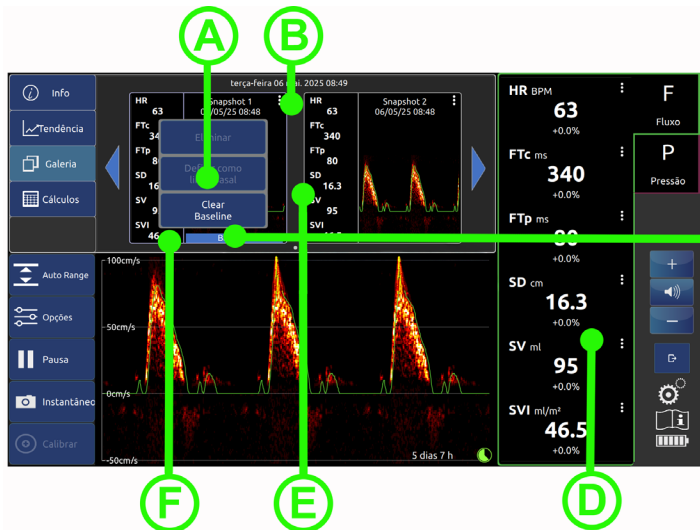 A
B
terça-feira 06 mai. 2025 08:49
Info
Tendência
Galeria
Cálculos
HR
63
FTc
34
FTp
8
SD
16
SV
9
SVI
46
Snapshot 1
06/05/25 08:48
Eliminar
Clear
Baseline
HR
63
FTc
340
FTp
80
SD
16.3
SV
95
SVI
Snapshot 2
06/05/25 08:48
HR BPM
63
+0.0%
FTc ms
340
+0.0%
FTp ms
80
+0.0%
SD cm
16.3
+0.0%
SV ml
95
+0.0%
SVI ml/m²
46.5
+0.0%
F
Fluxo
P
Pressão
Auto Range
Opções
Pausa
Instantâneo
Calibrar
100cm/s
50cm/s
0cm/s
-50cm/s
5 dias 7 h
F
E
D